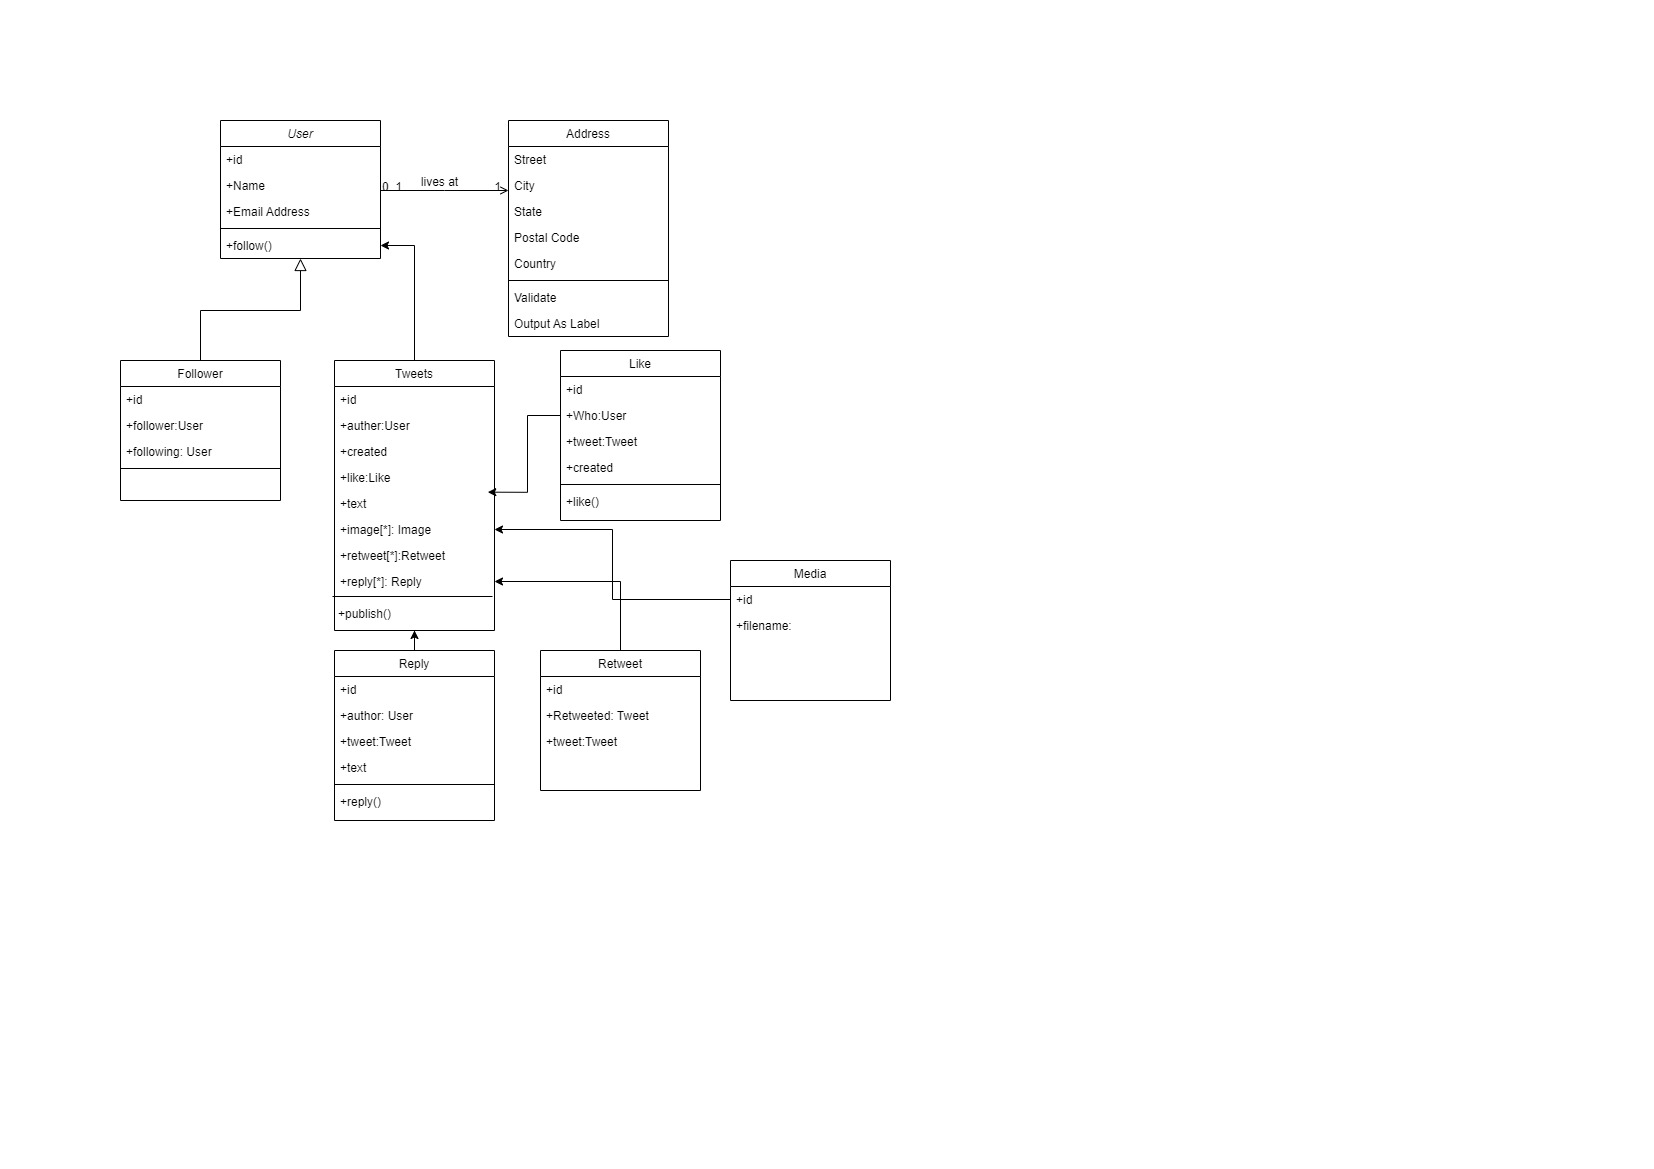 User
+id
+Name
+Email Address
+follow()
0..1
lives at
1
Address
Street
City
State
Postal Code
Country
Validate
Output As Label
Follower
+id
+follower:User
+following: User
Tweets
+id
+auther:User
+created
+like:Like
+text
+image[*]: Image
+retweet[*]:Retweet
+reply[*]: Reply
+publish()
Like
+id
+Who:User
+tweet:Tweet
+created
+like()
Media
+id
+filename:
Reply
+id
+author: User
+tweet:Tweet
+text
+reply()
Retweet
+id
+Retweeted: Tweet
+tweet:Tweet